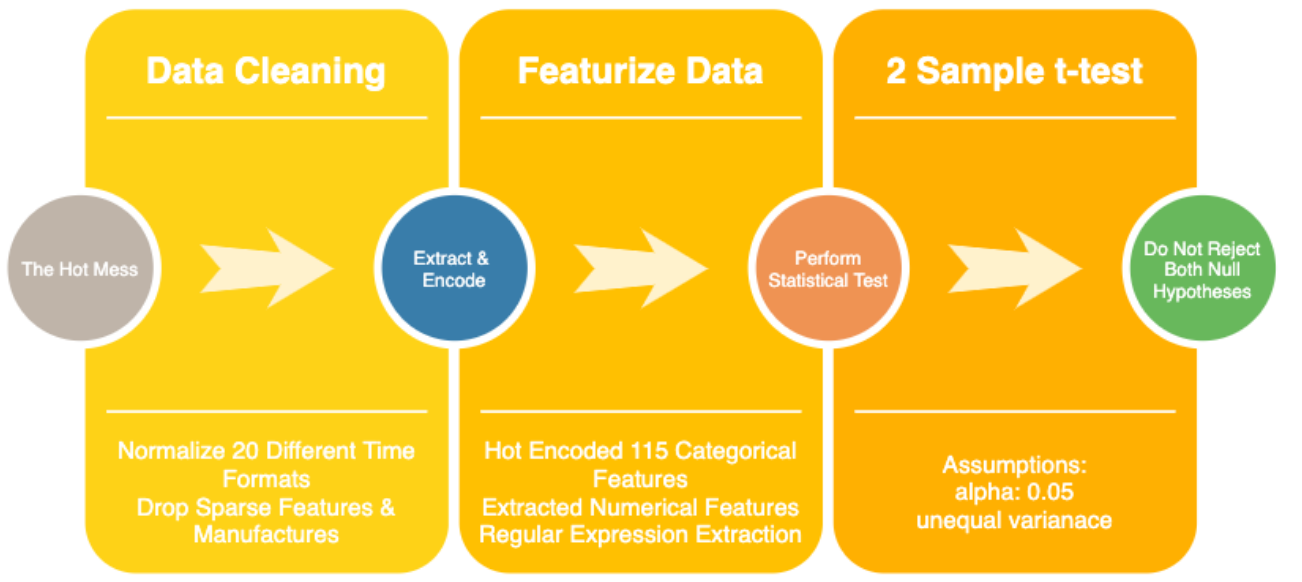 Data Cleaning
Featurize Data
2 Sample t-test
The Hot Mess
Extract &
Encode
Perform
Statistical Test
Do Not Reject
Both Null
Hypotheses
Normalize 20 Different Time
Formats
Drop Sparse Features &
Manufactures
Hot Encoded 115 Categorical
Features
Extracted Numerical Features
Regular Expression Extraction
Assumptions:
alpha: 0.05
unequal varianace